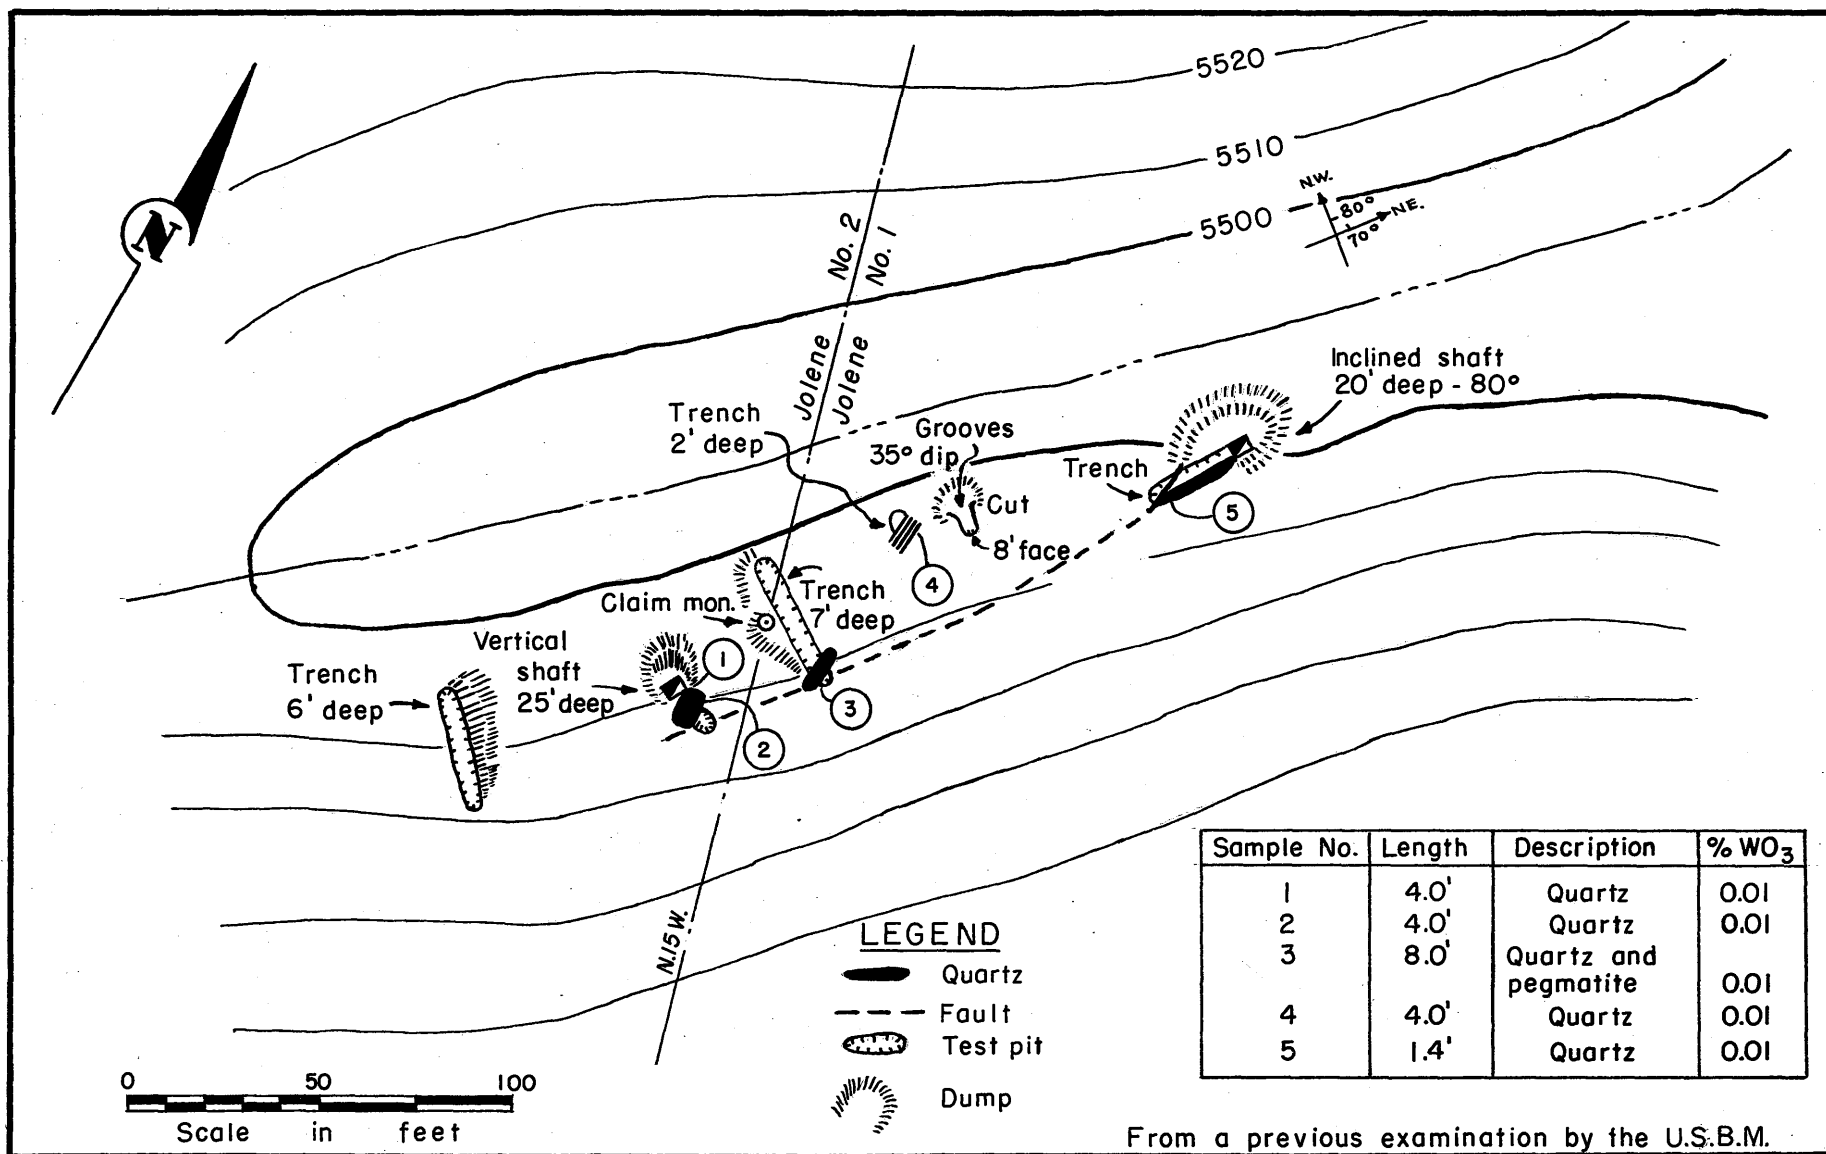 5520
5510
5500
N.W.
80°
NE.
70°
N
No. 2
No. 1
Jolene
Jolene
Inclined shaft
20' deep - 80°
Trench
2' deep
Grooves
35° dip
Trench
Cut
5
8' face
4
Trench
7' deep
Claim mon.
Vertical
shaft
25' deep
1
Trench
6' deep
3
2
N.15W.
LEGEND
Quartz
Fault
Test pit
Dump
0 50 100
Scale in feet
Sample No. Length Description % WO3
1 4.0' Quartz 0.01
2 4.0' Quartz 0.01
3 8.0' Quartz and
pegmatite 0.01
4 4.0' Quartz 0.01
5 1.4' Quartz 0.01
From a previous examination by the U.S.B.M.